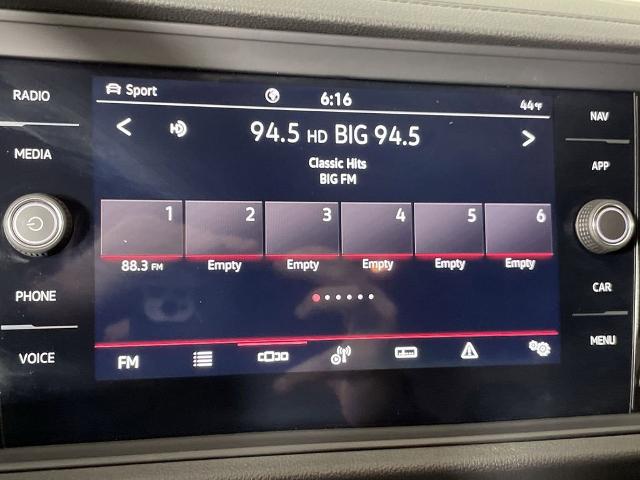 RADIO
MEDIA
PHONE
VOICE
Sport
6:16
44°F
94.5 HD BIG 94.5
Classic Hits
BIG FM
1 2 3 4 5 6
88.3 FM Empty Empty Empty Empty Empty
FM
NAV
APP
CAR
MENU